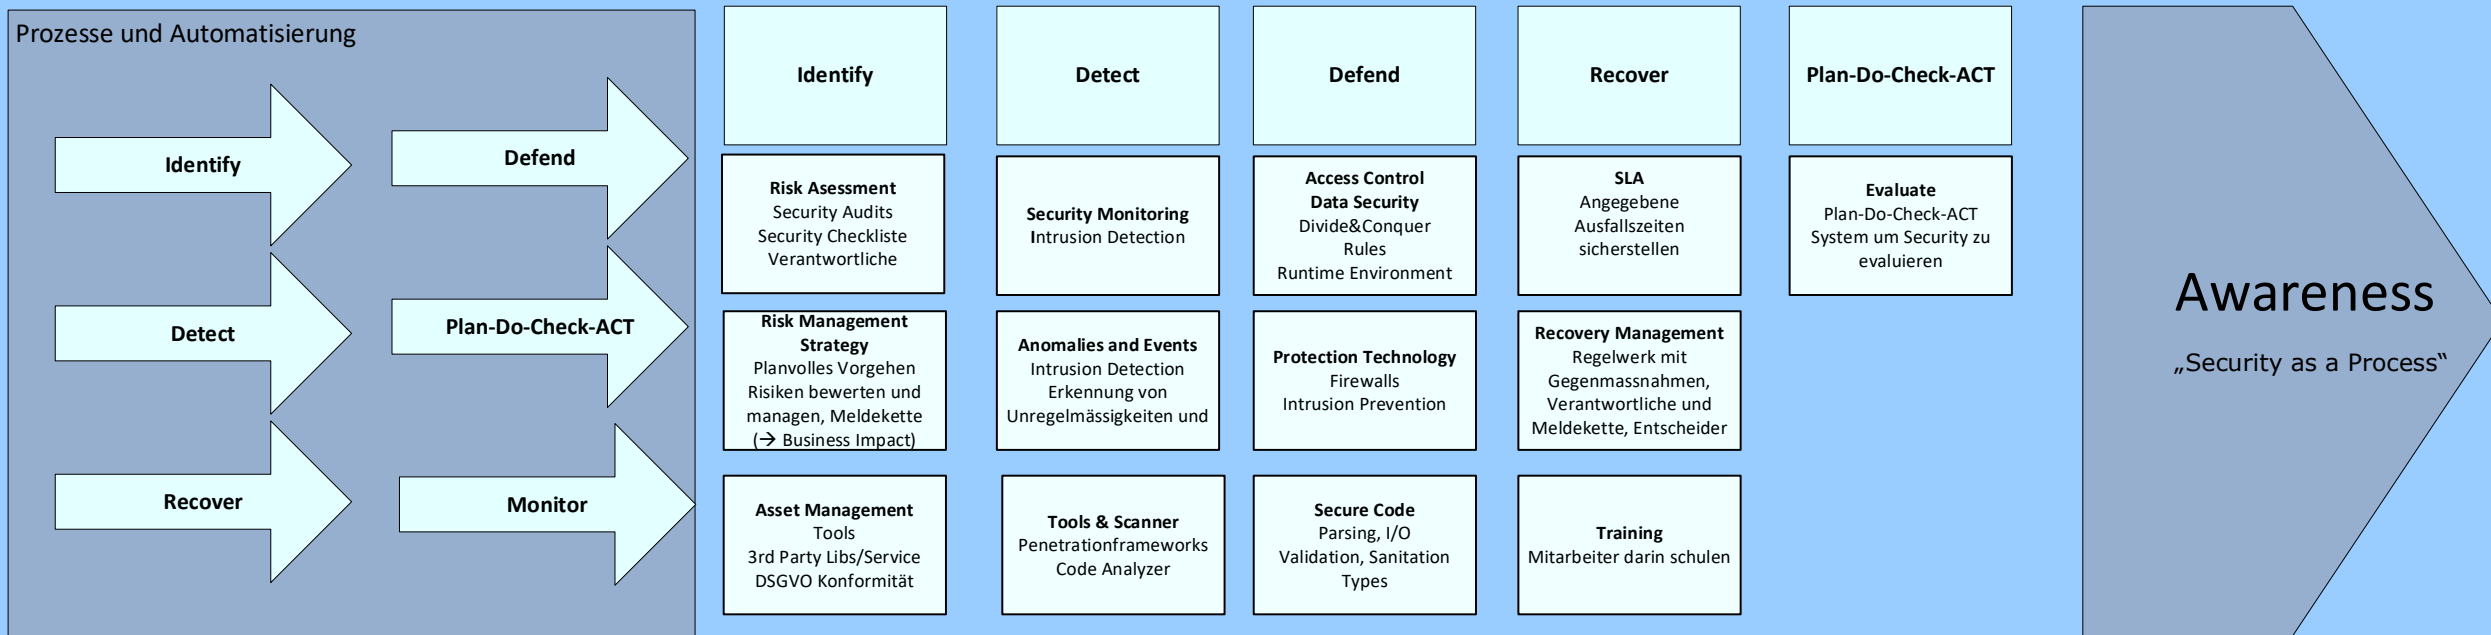 Prozesse und Automatisierung
Identify
Defend
Detect
Plan-Do-Check-ACT
Recover
Monitor
Identify
Risk Asessment
Security Audits
Security Checkliste
Verantwortliche
Risk Management
Strategy
Planvolles Vorgehen
Risiken bewerten und
managen, Meldekette
(→ Business Impact)
Asset Management
Tools
3rd Party Libs/Service
DSGVO Konformität
Detect
Security Monitoring
Intrusion Detection
Anomalies and Events
Intrusion Detection
Erkennung von
Unregelmässigkeiten und
Tools & Scanner
Penetrationframeworks
Code Analyzer
Defend
Access Control
Data Security
Divide&Conquer
Rules
Runtime Environment
Protection Technology
Firewalls
Intrusion Prevention
Secure Code
Parsing, I/O
Validation, Sanitation
Types
Recover
SLA
Angegebene
Ausfallszeiten
sicherstellen
Recovery Management
Regelwerk mit
Gegenmassnahmen,
Verantwortliche und
Meldekette, Entscheider
Training
Mitarbeiter darin schulen
Plan-Do-Check-ACT
Evaluate
Plan-Do-Check-ACT
System um Security zu
evaluieren
Awareness
„Security as a Process“